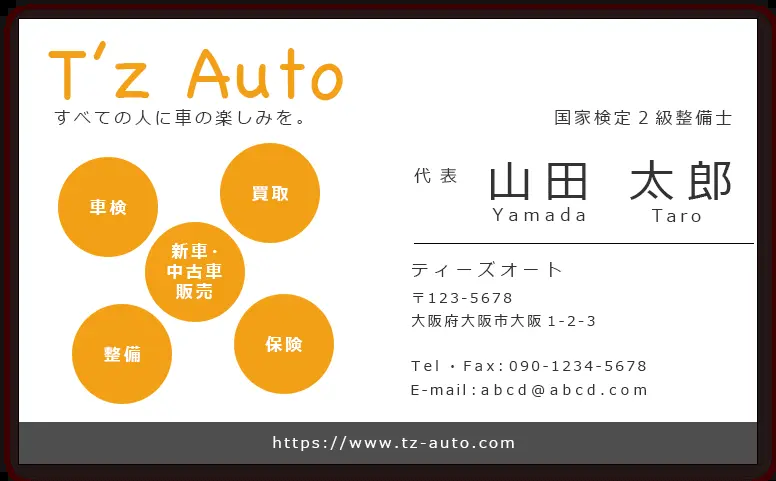 T'z Auto
すべての人に車の楽しみを。
車検
買取
新車・
中古車
販売
整備
保険
国家検定２級整備士
代表 山田 太郎
Yamada Taro
ティーズオート
〒123-5678
大阪府大阪市大阪1-2-3
Tel・Fax:090-1234-5678
E-mail:abcd@abcd.com
https://www.tz-auto.com